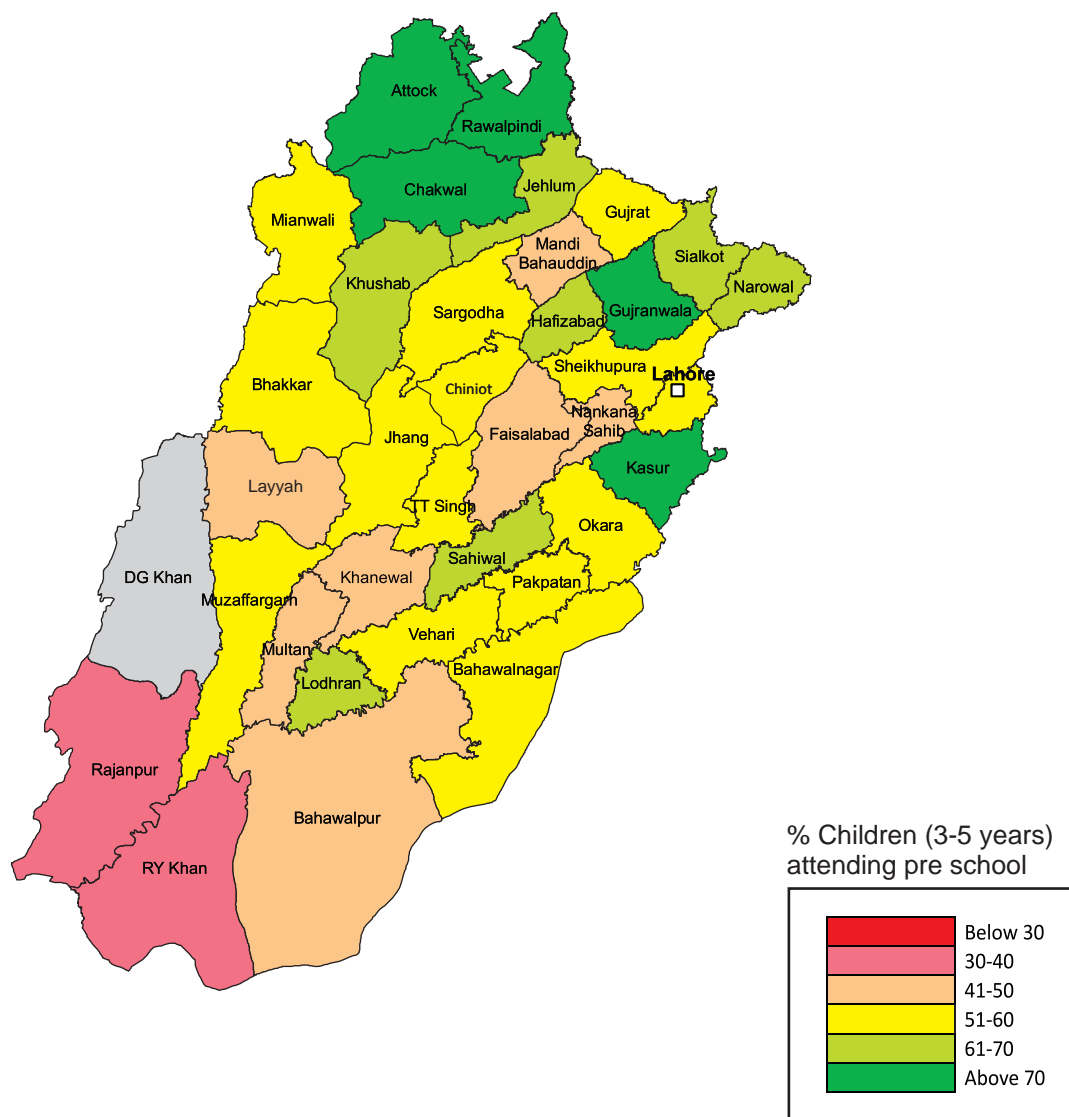 Attock
Rawalpindi
Chakwal
Jehlum
Mianwali
Gujrat
Mandi
Bahauddin
Sialkot
Khushab
Narowal
Sargodha
Hafizabad
Gujranwala
Sheikhupura
Lahore
Bhakkar
Chiniot
Nankana
Sahib
Jhang
Faisalabad
Kasur
Layyah
TT Singh
Okara
Sahiwal
DG Khan
Khanewal
Pakpatan
Muzaffargarh
Vehari
Multan
Bahawalnagar
Lodhran
Rajanpur
Bahawalpur
RY Khan
% Children (3-5 years)
attending pre school
Below 30
30-40
41-50
51-60
61-70
Above 70